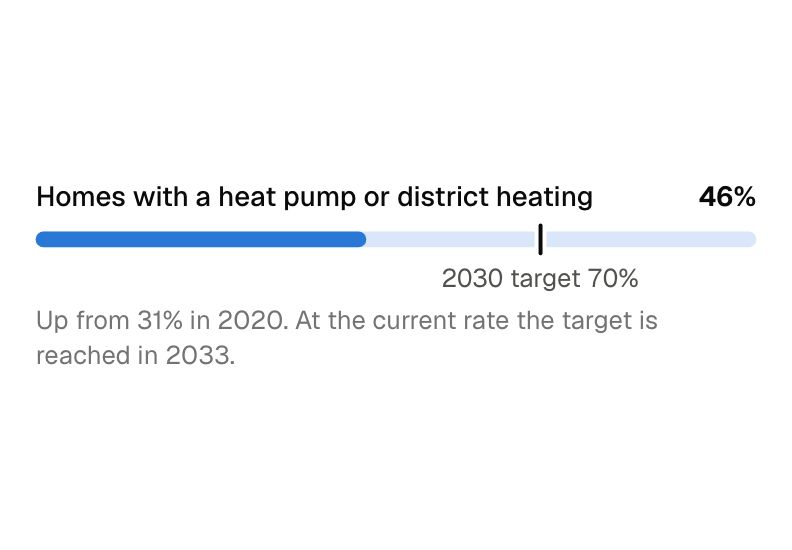 Homes with a heat pump or district heating 46%
2030 target 70%
Up from 31% in 2020. At the current rate the target is
reached in 2033.